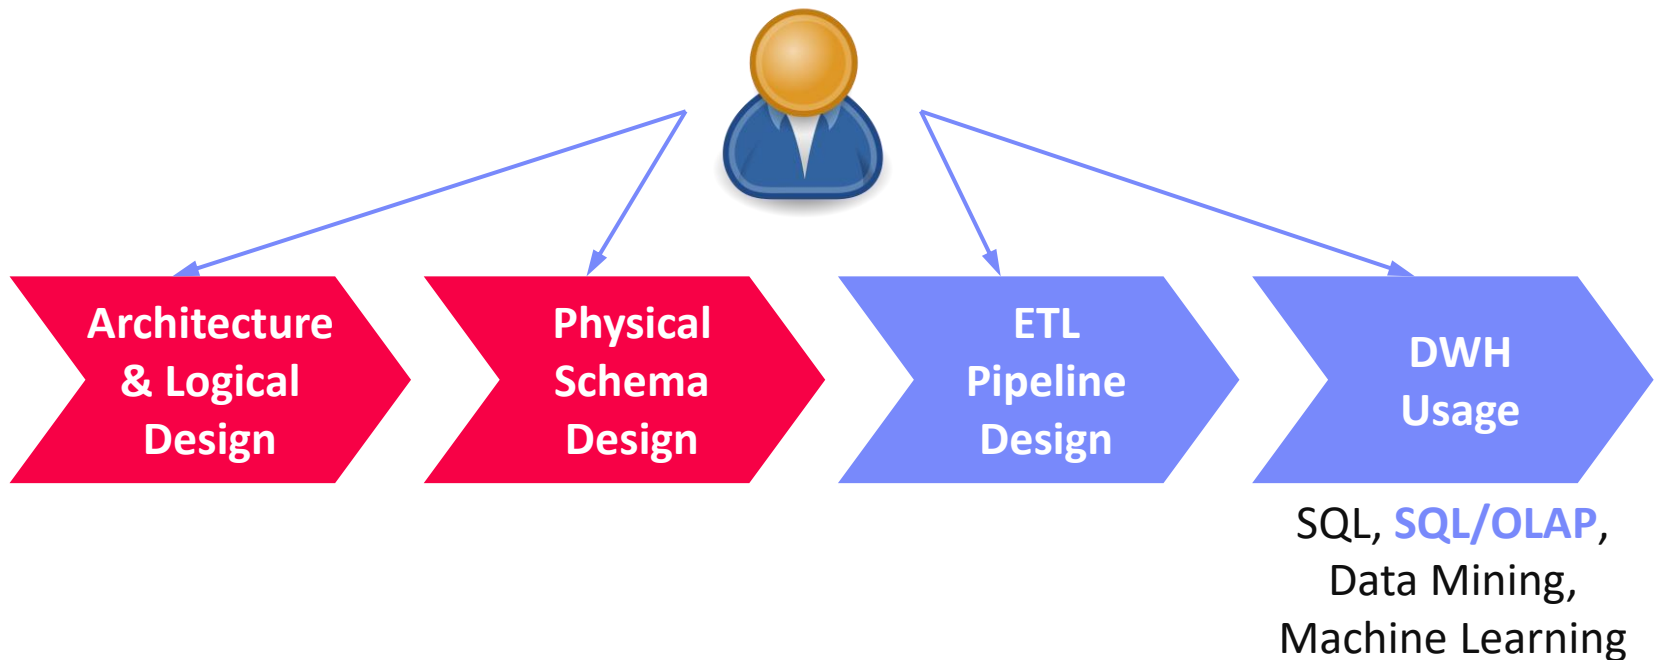 Architecture
& Logical
Design
Physical
Schema
Design
ETL
Pipeline
Design
DWH
Usage
SQL, SQL/OLAP,
Data Mining,
Machine Learning